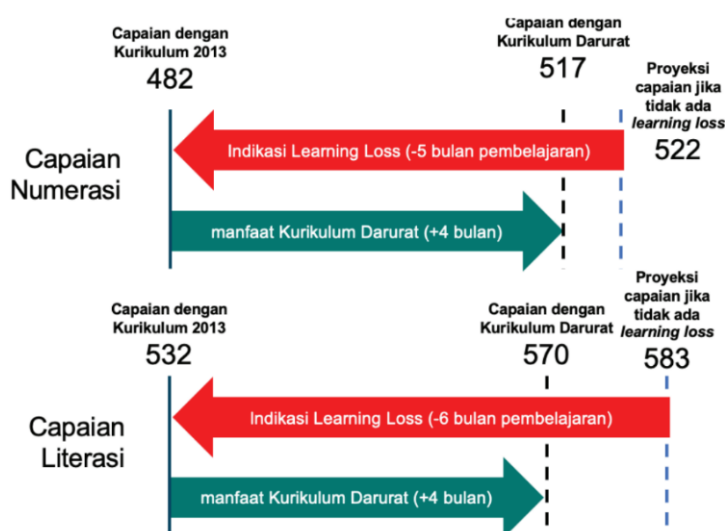 Capaian dengan
Kurikulum 2013
482
Capaian dengan
Kurikulum Darurat
517
Proyeksi
capaian jika
tidak ada
learning loss
522
Capaian
Numerasi
Indikasi Learning Loss (-5 bulan pembelajaran)
manfaat Kurikulum Darurat (+4 bulan)
Capaian dengan
Kurikulum 2013
532
Capaian dengan
Kurikulum Darurat
570
Proyeksi
capaian jika
tidak ada
learning loss
583
Capaian
Literasi
Indikasi Learning Loss (-6 bulan pembelajaran)
manfaat Kurikulum Darurat (+4 bulan)